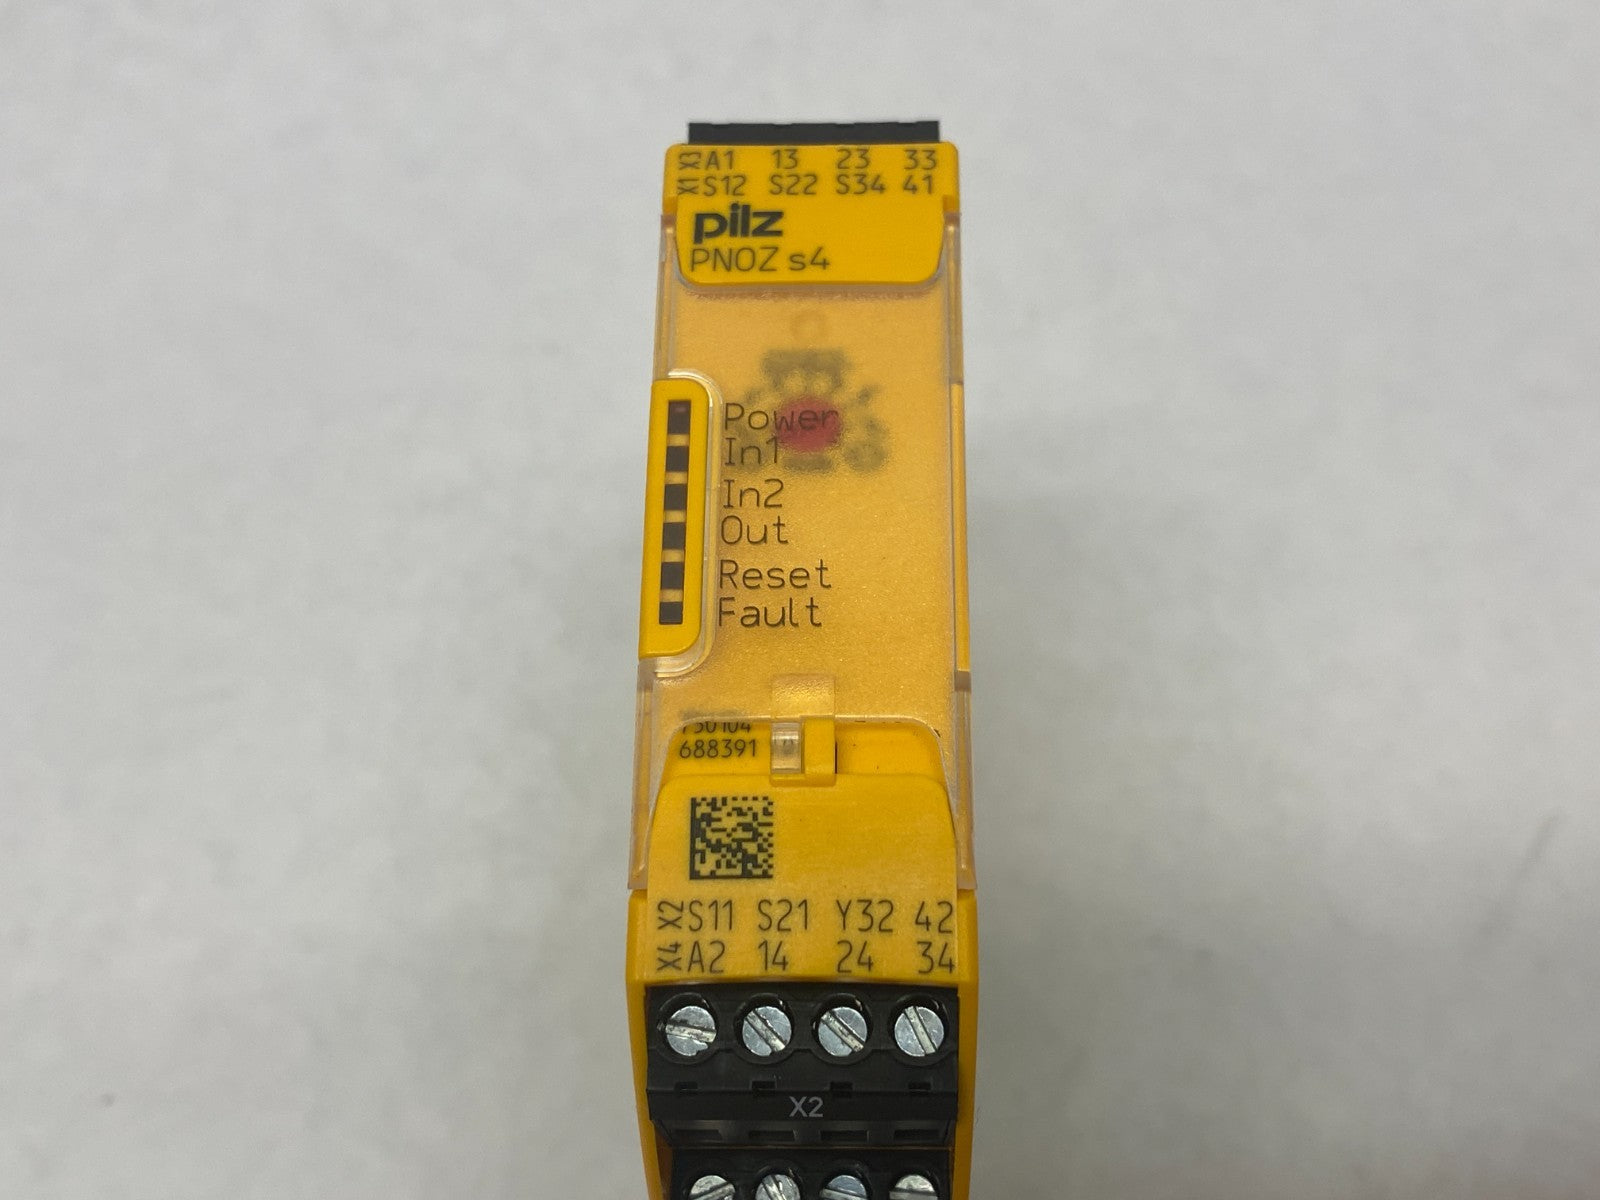 X3 A1 13 23 33
X1 S12 S22 S34 41
pilz
PNOZ s4
Power
In1
In2
Out
Reset
Fault
750104
688391
X2 S11 S21 Y32 42
X4 A2 14 24 34
X2